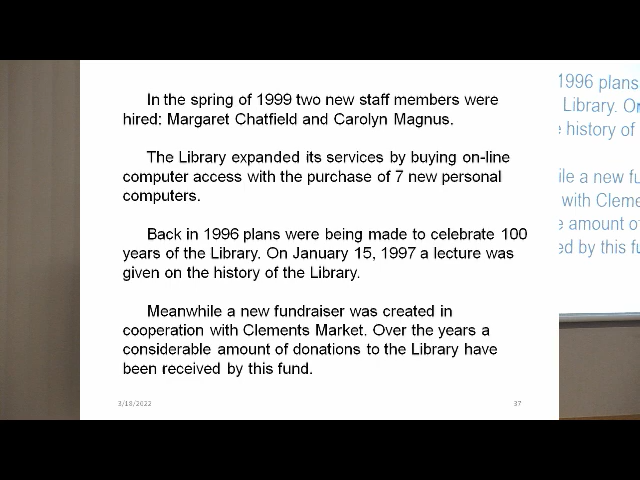 In the spring of 1999 two new staff members were
hired: Margaret Chatfield and Carolyn Magnus.
The Library expanded its services by buying on-line
computer access with the purchase of 7 new personal
computers.
Back in 1996 plans were being made to celebrate 100
years of the Library. On January 15, 1997 a lecture was
given on the history of the Library.
Meanwhile a new fundraiser was created in
cooperation with Clements Market. Over the years a
considerable amount of donations to the Library have
been received by this fund.
3/18/2022
37
1996 plans
Library. On
history of
ile a new fu
with Cleme
amount of
ed by this fu